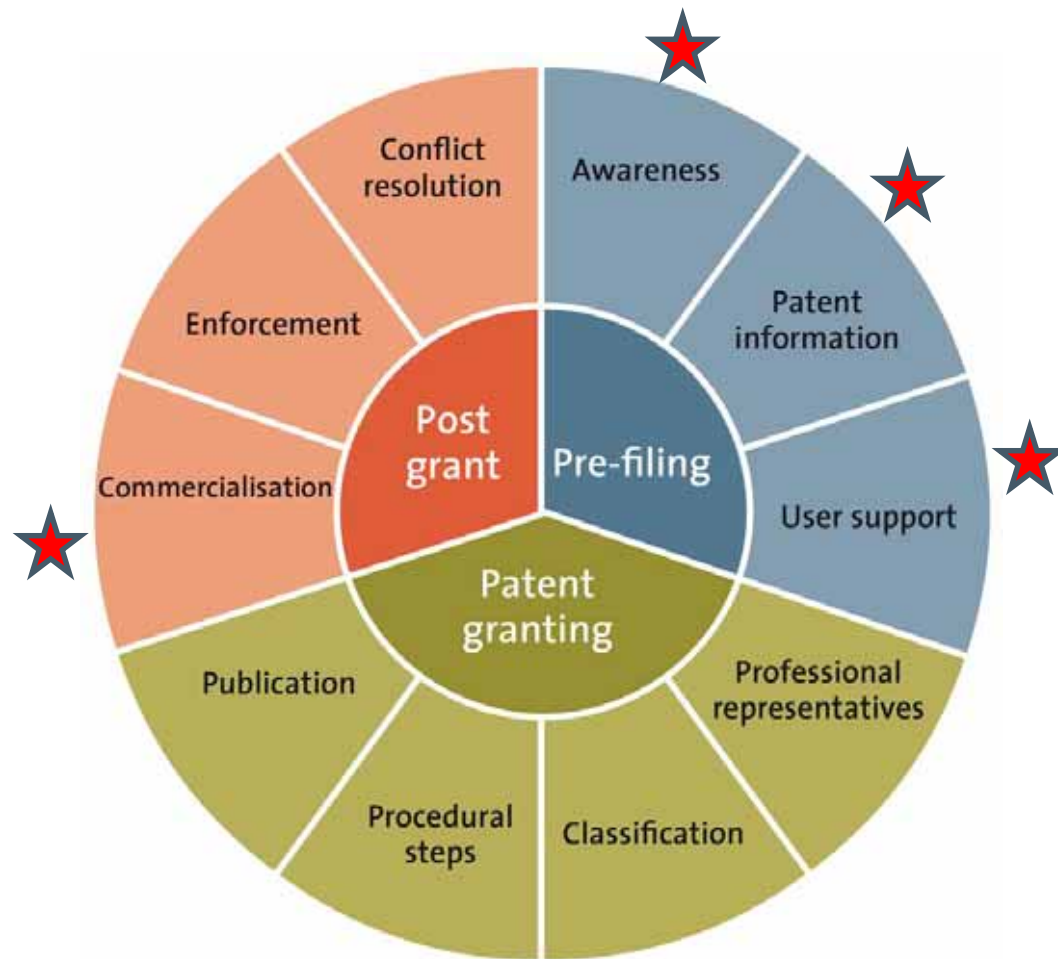 Conflict
resolution
Awareness
Enforcement
Patent
information
Post
grant
Pre-filing
Commercialisation
User support
Patent
granting
Publication
Professional
representatives
Procedural
steps
Classification